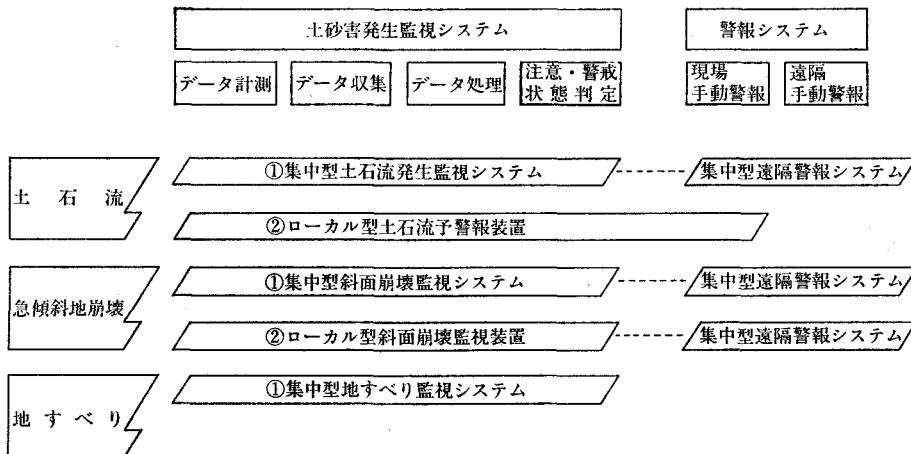 土砂害発生監視システム
警報システム
データ計測
データ収集
データ処理
注意・警戒
状態判定
現場
手動警報
遠隔
手動警報
土石流
①集中型土石流発生監視システム
集中型遠隔警報システム
②ローカル型土石流予警報装置
急傾斜地崩壊
①集中型斜面崩壊監視システム
集中型遠隔警報システム
②ローカル型斜面崩壊監視装置
集中型遠隔警報システム
地すべり
①集中型地すべり監視システム